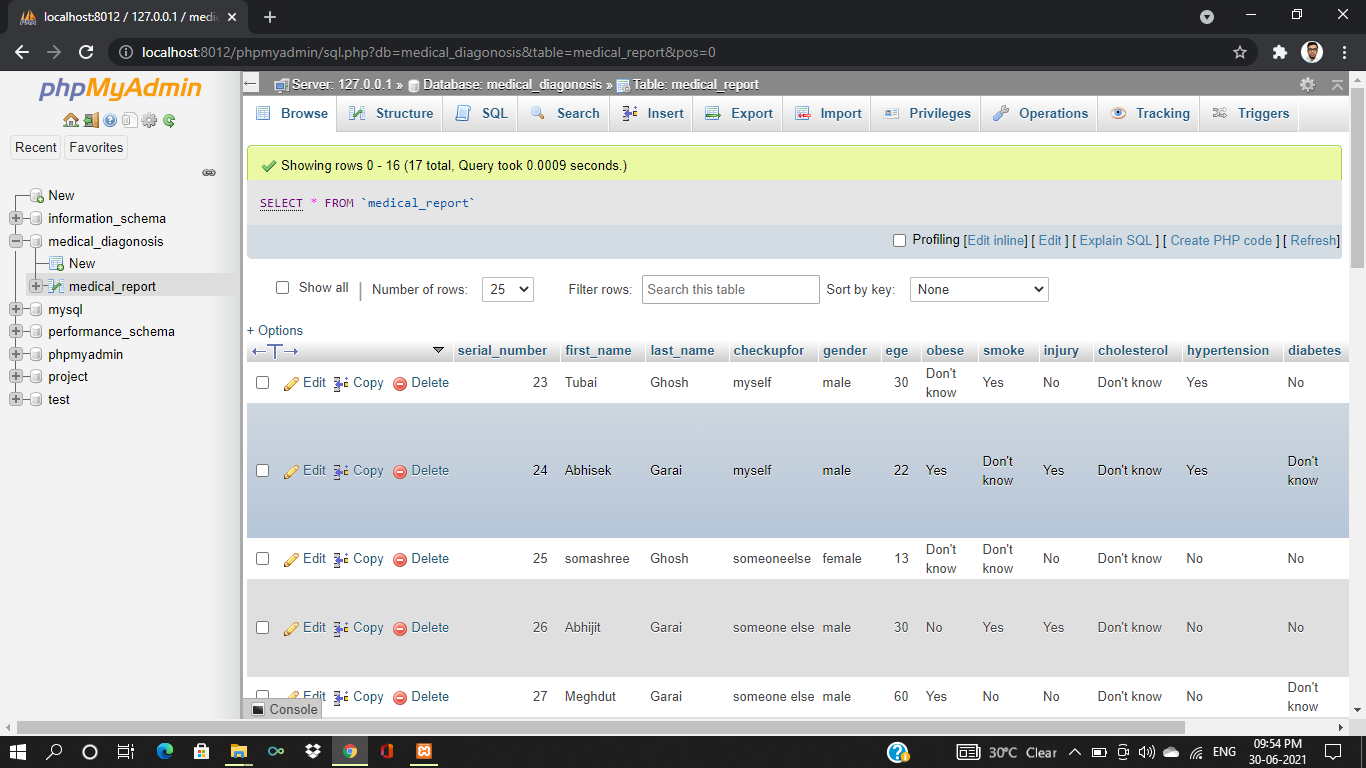 localhost:8012 / 127.0.0.1 / medi
localhost:8012/phpmyadmin/sql.php?db=medical_diagonosis&table=medical_report&pos=0
phpMyAdmin
Recent Favorites
New
information_schema
medical_diagonosis
New
medical_report
mysql
performance_schema
phpmyadmin
project
test
Server: 127.0.0.1 » Database: medical_diagonosis » Table: medical_report
Browse Structure SQL Search Insert Export Import Privileges Operations Tracking Triggers
Showing rows 0 - 16 (17 total, Query took 0.0009 seconds.)
SELECT * FROM `medical_report`
Profiling [Edit inline] [ Edit ] [ Explain SQL ] [ Create PHP code ] [ Refresh]
Show all | Number of rows: 25 Filter rows: Search this table Sort by key: None
+ Options
←T→ serial_number first_name last_name checkupfor gender ege obese smoke injury cholesterol hypertension diabetes
Edit Copy Delete 23 Tubai Ghosh myself male 30 Don't know Yes No Don't know Yes No
Edit Copy Delete 24 Abhisek Garai myself male 22 Yes Don't know Yes Don't know Yes Don't know
Edit Copy Delete 25 somashree Ghosh someoneelse female 13 Don't know Don't know No Don't know No No
Edit Copy Delete 26 Abhijit Garai someone else male 30 No Yes Yes Don't know No No
Edit Copy Delete 27 Meghdut Garai someone else male 60 Yes No No Don't know No Don't know
Console
30°C Clear ENG 09:54 PM
30-06-2021